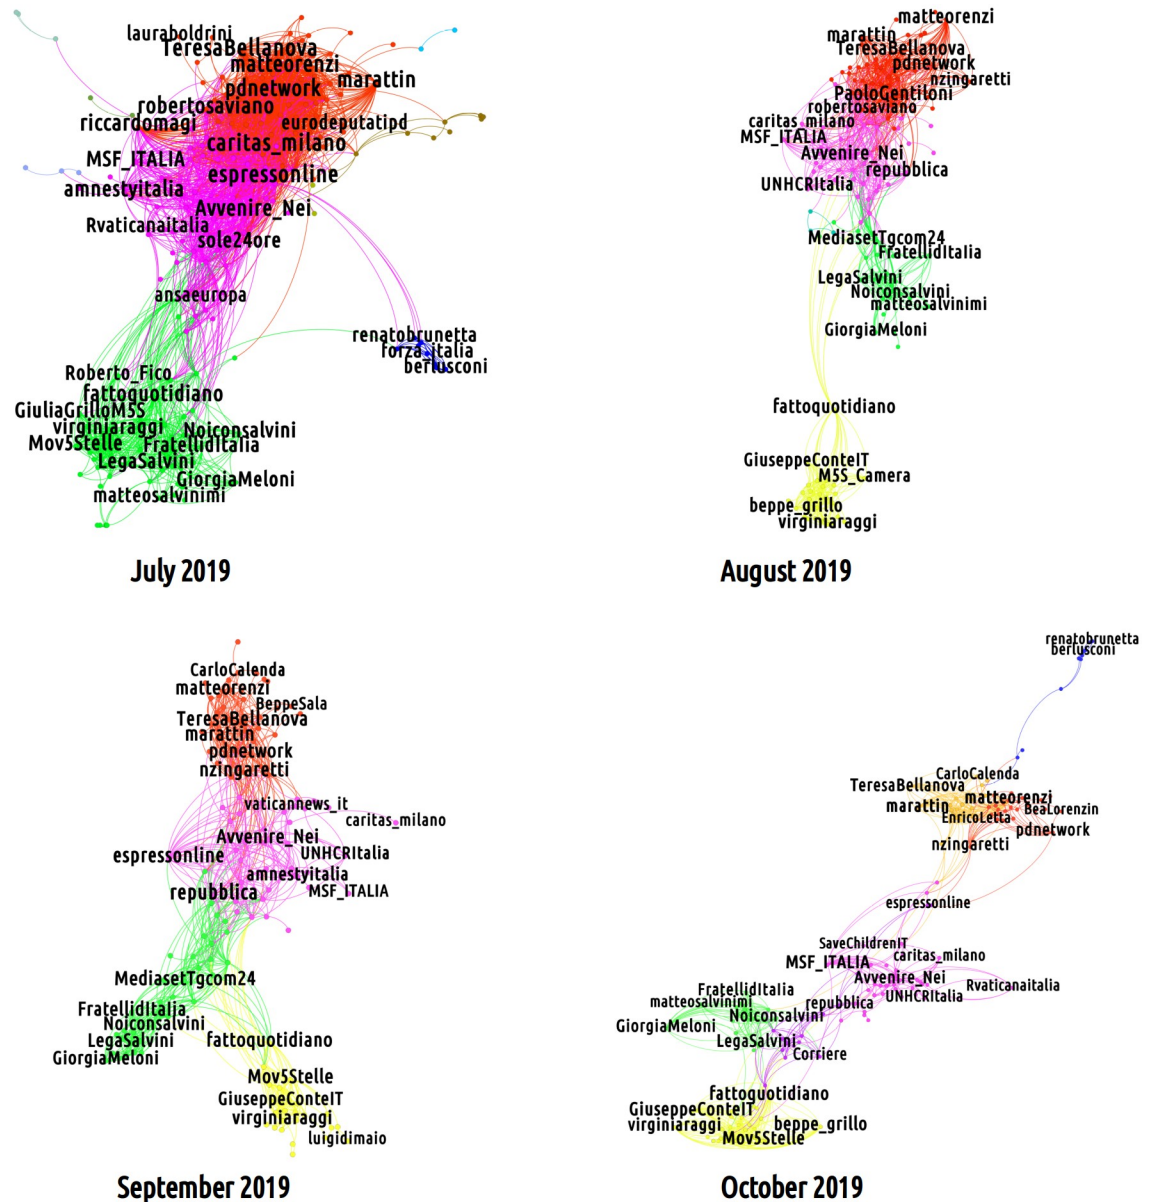 lauraboldrini
TeresaBellanova
matteorenzi
pdnetwork
marattin
robertosaviano
riccardomagi
eurodeputatipd
caritas_milano
MSF_ITALIA
espressonline
amnestyitalia
Avvenire_Nei
Rvaticanaitalia
sole24ore
ansaeuropa
renatobrunetta
forza_italia
berlusconi
Roberto_Fico
fattoquotidiano
GiuliaGrilloM5S
virginiaraggi
Noiconsalvini
Mov5Stelle
FratellidItalia
LegaSalvini
GiorgiaMeloni
matteosalvinimi
July 2019
matteorenzi
marattin
TeresaBellanova
pdnetwork
nzingaretti
PaoloGentiloni
robertosaviano
caritas_milano
MSF_ITALIA
Avvenire_Nei
repubblica
UNHCRItalia
MediasetTgcom24
FratellidItalia
LegaSalvini
Noiconsalvini
matteosalvinimi
GiorgiaMeloni
fattoquotidiano
GiuseppeConteIT
M5S_Camera
beppe_grillo
virginiaraggi
August 2019
CarloCalenda
matteorenzi
BeppeSala
TeresaBellanova
marattin
pdnetwork
nzingaretti
vaticannews_it
caritas_milano
Avvenire_Nei
espressonline
UNHCRItalia
amnestyitalia
repubblica
MSF_ITALIA
MediasetTgcom24
FratellidItalia
Noiconsalvini
LegaSalvini
fattoquotidiano
GiorgiaMeloni
Mov5Stelle
GiuseppeConteIT
virginiaraggi
luigidimaio
September 2019
renatobrunetta
berlusconi
CarloCalenda
TeresaBellanova
matteorenzi
marattin
BeaLorenzin
EnricoLetta
pdnetwork
nzingaretti
espressonline
SaveChildrenIT
caritas_milano
MSF_ITALIA
Avvenire_Nei
Rvaticanaitalia
FratellidItalia
UNHCRItalia
matteosalvinimi
repubblica
Noiconsalvini
GiorgiaMeloni
LegaSalvini
Corriere
fattoquotidiano
GiuseppeConteIT
virginiaraggi
beppe_grillo
Mov5Stelle
October 2019